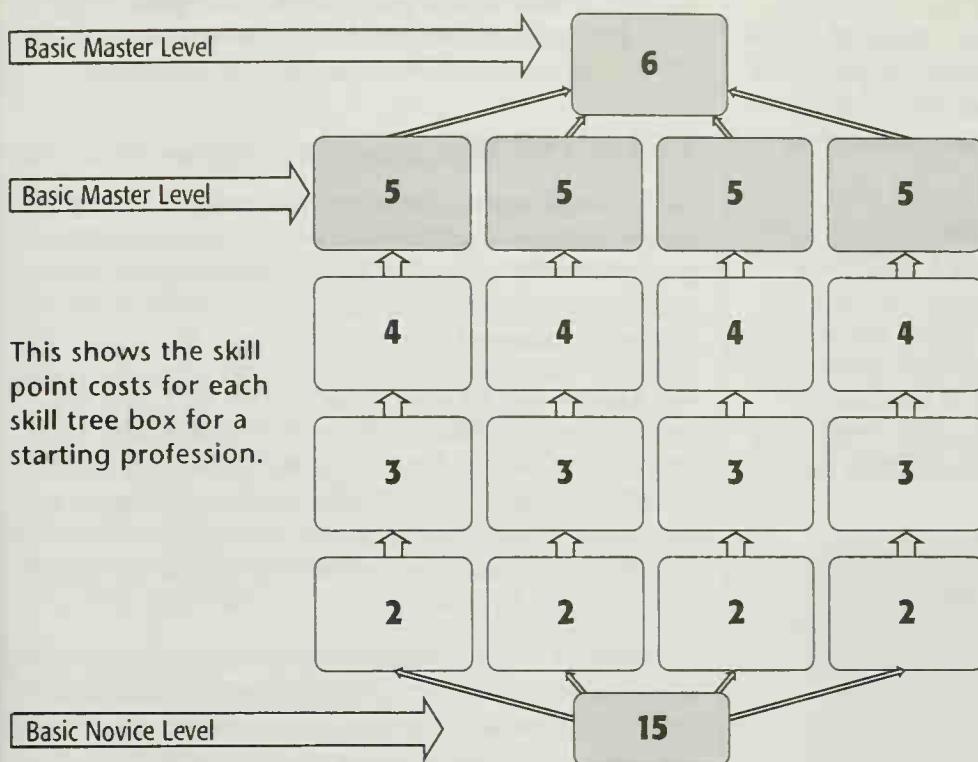 Basic Master Level
6
Basic Master Level
5 5 5 5
4 4 4 4
This shows the skill
point costs for each
skill tree box for a
starting profession.
3 3 3 3
2 2 2 2
Basic Novice Level
15